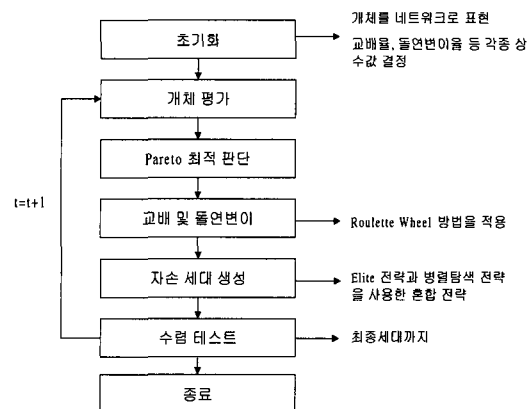 초기화
개체를 네트워크로 표현
교배율, 돌연변이율 등 각종 상
수값 결정
개체 평가
Pareto 최적 판단
t=t+1
교배 및 돌연변이
Roulette Wheel 방법을 적용
자손 세대 생성
Elite 전략과 병렬탐색 전략
을 사용한 혼합 전략
수렴 테스트
최종세대까지
종료